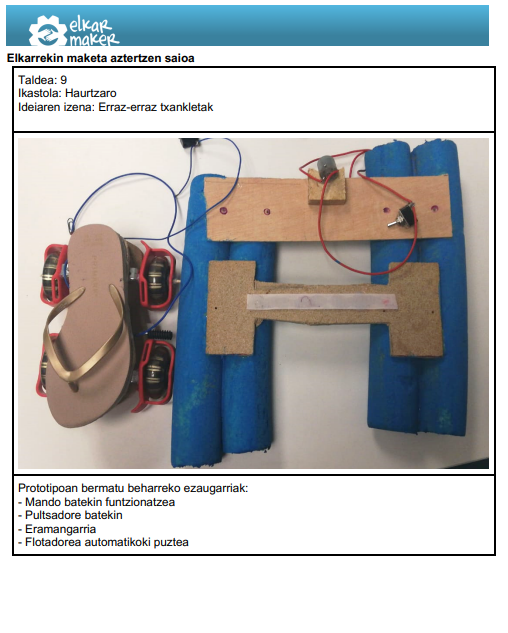 elkar
maker
Elkarrekin maketa aztertzen saioa
Taldea: 9
Ikastola: Haurtzaro
Ideiaren izena: Erraz-erraz txankletak
Prototipoan bermatu beharreko ezaugarriak:
- Mando batekin funtzionatzea
- Pultsadore batekin
- Eramangarria
- Flotadorea automatikoki puztea